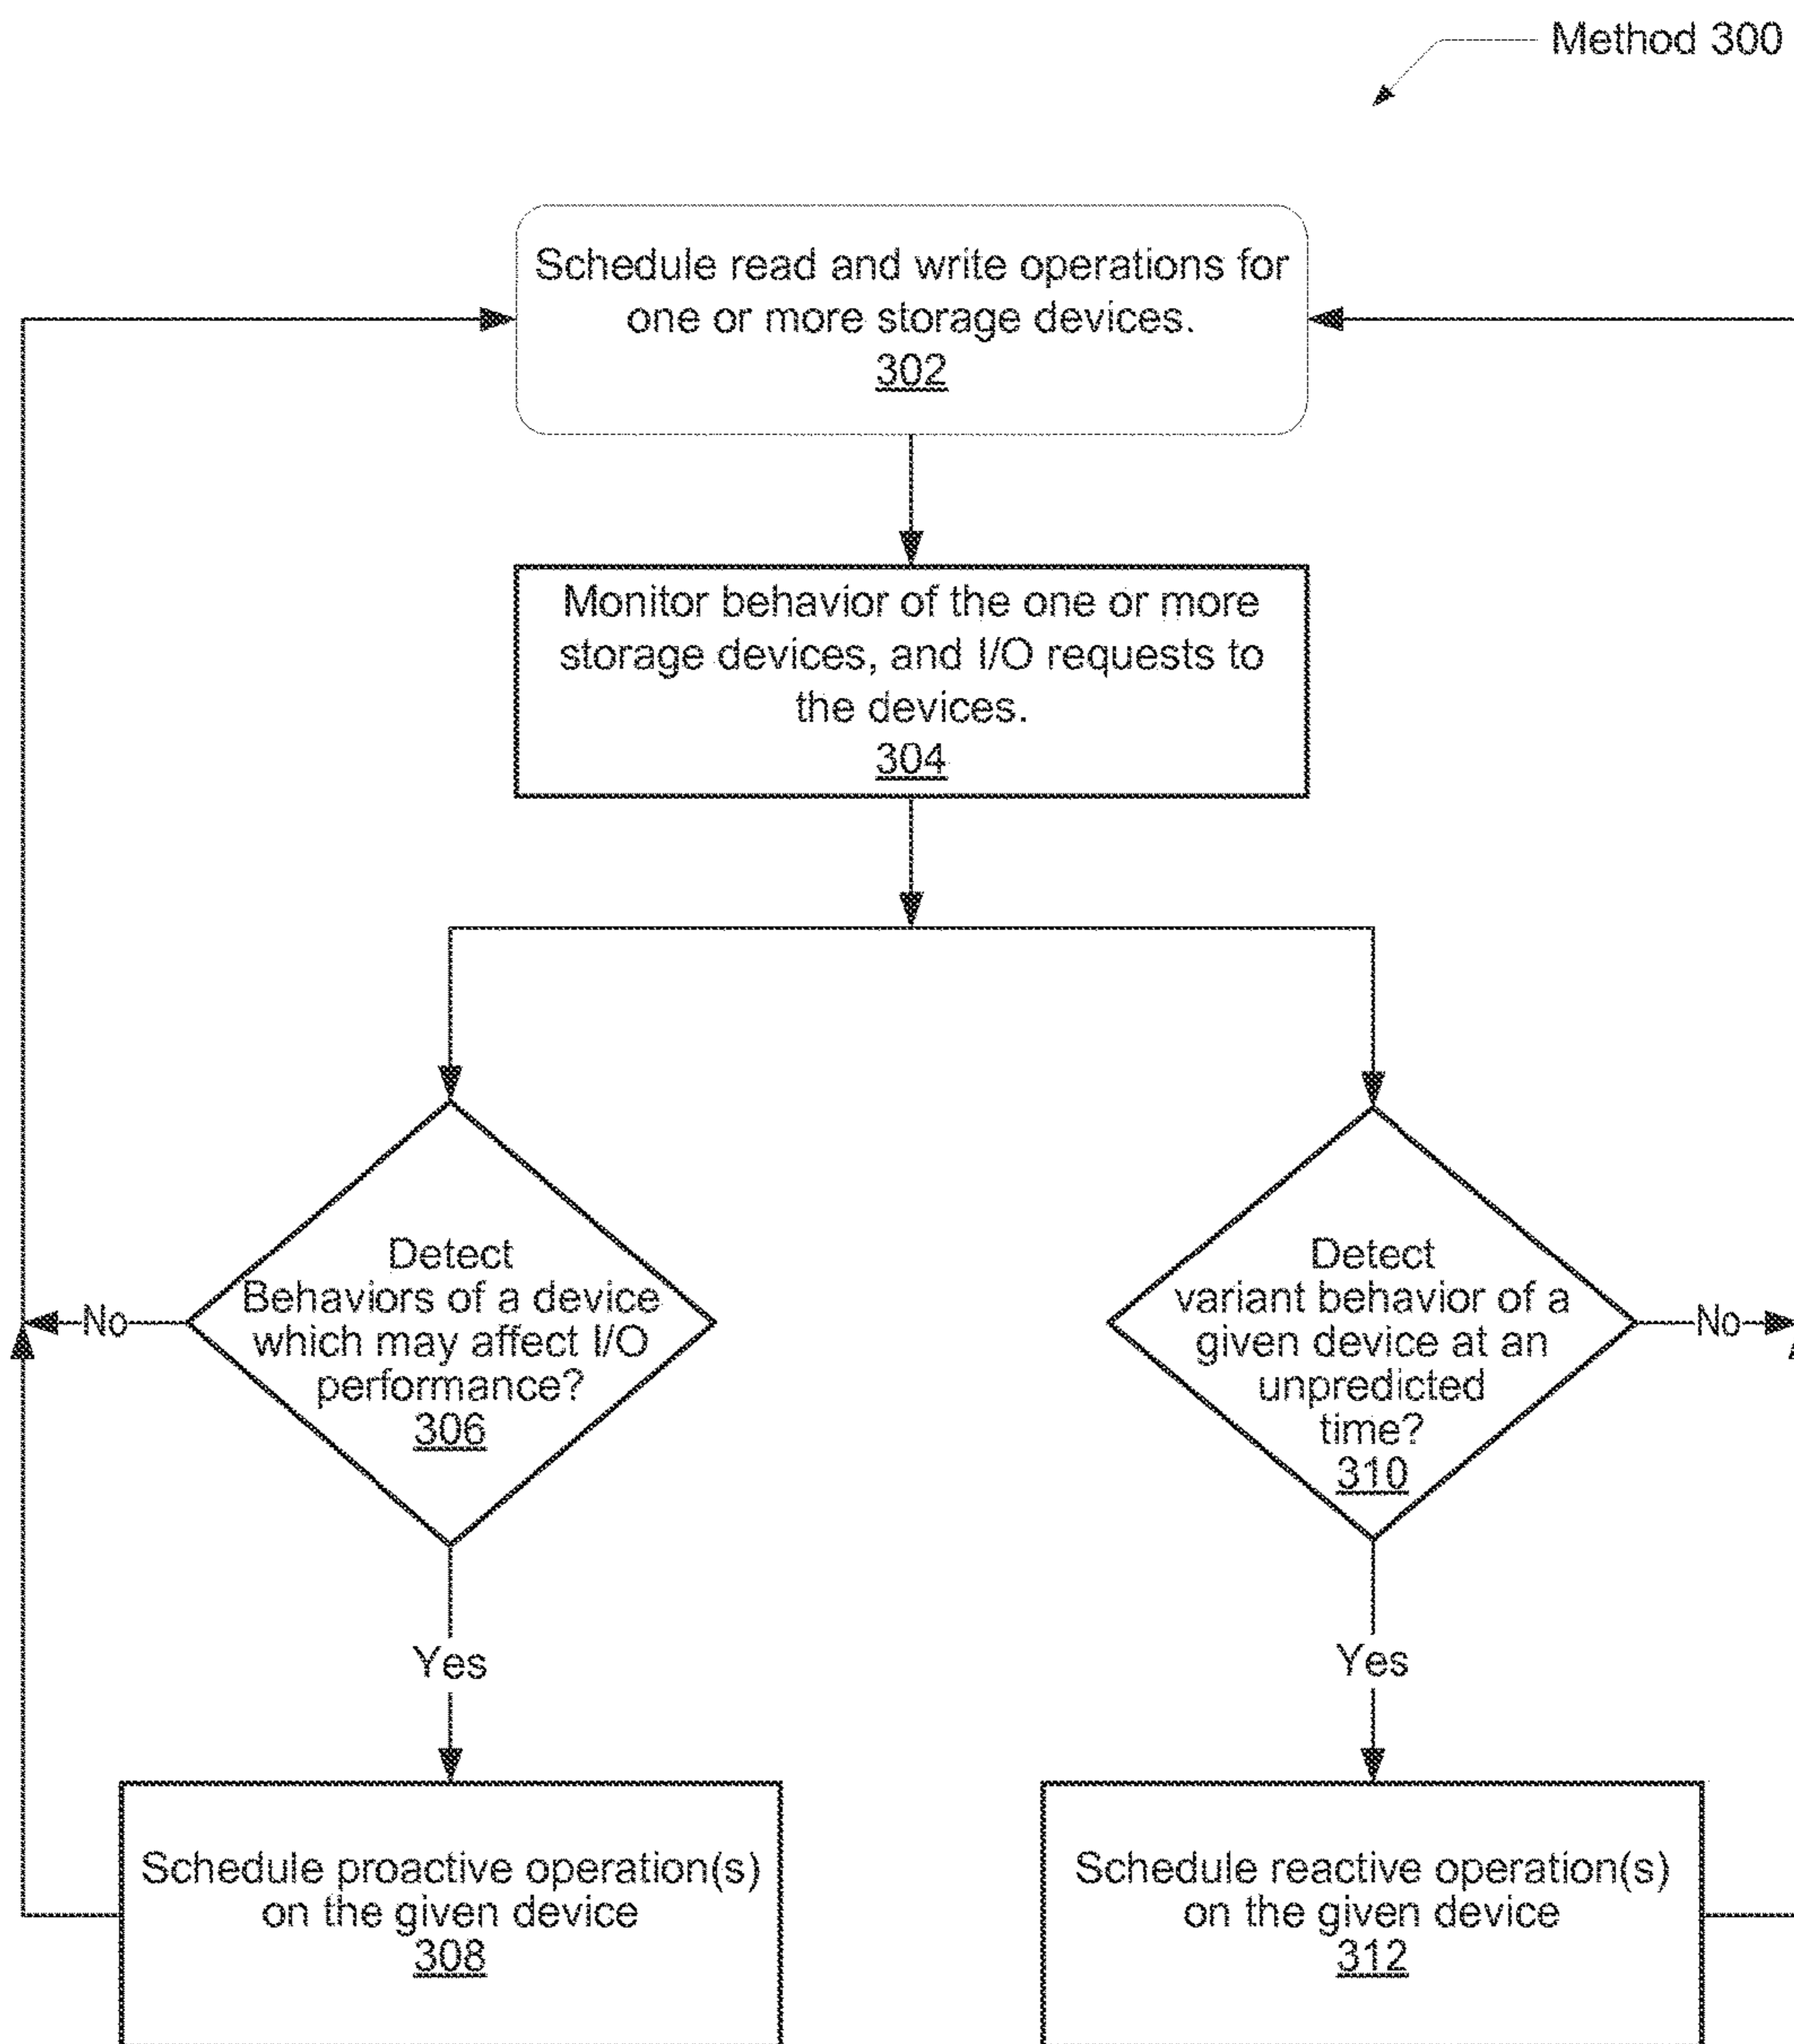 Method 300
Schedule read and write operations for
one or more storage devices.
302
Monitor behavior of the one or more
storage devices, and I/O requests to
the devices.
304
Detect
Behaviors of a device
which may affect I/O
performance?
306
No
Yes
Detect
variant behavior of a
given device at an
unpredicted
time?
310
No
Yes
Schedule proactive operation(s)
on the given device
308
Schedule reactive operation(s)
on the given device
312